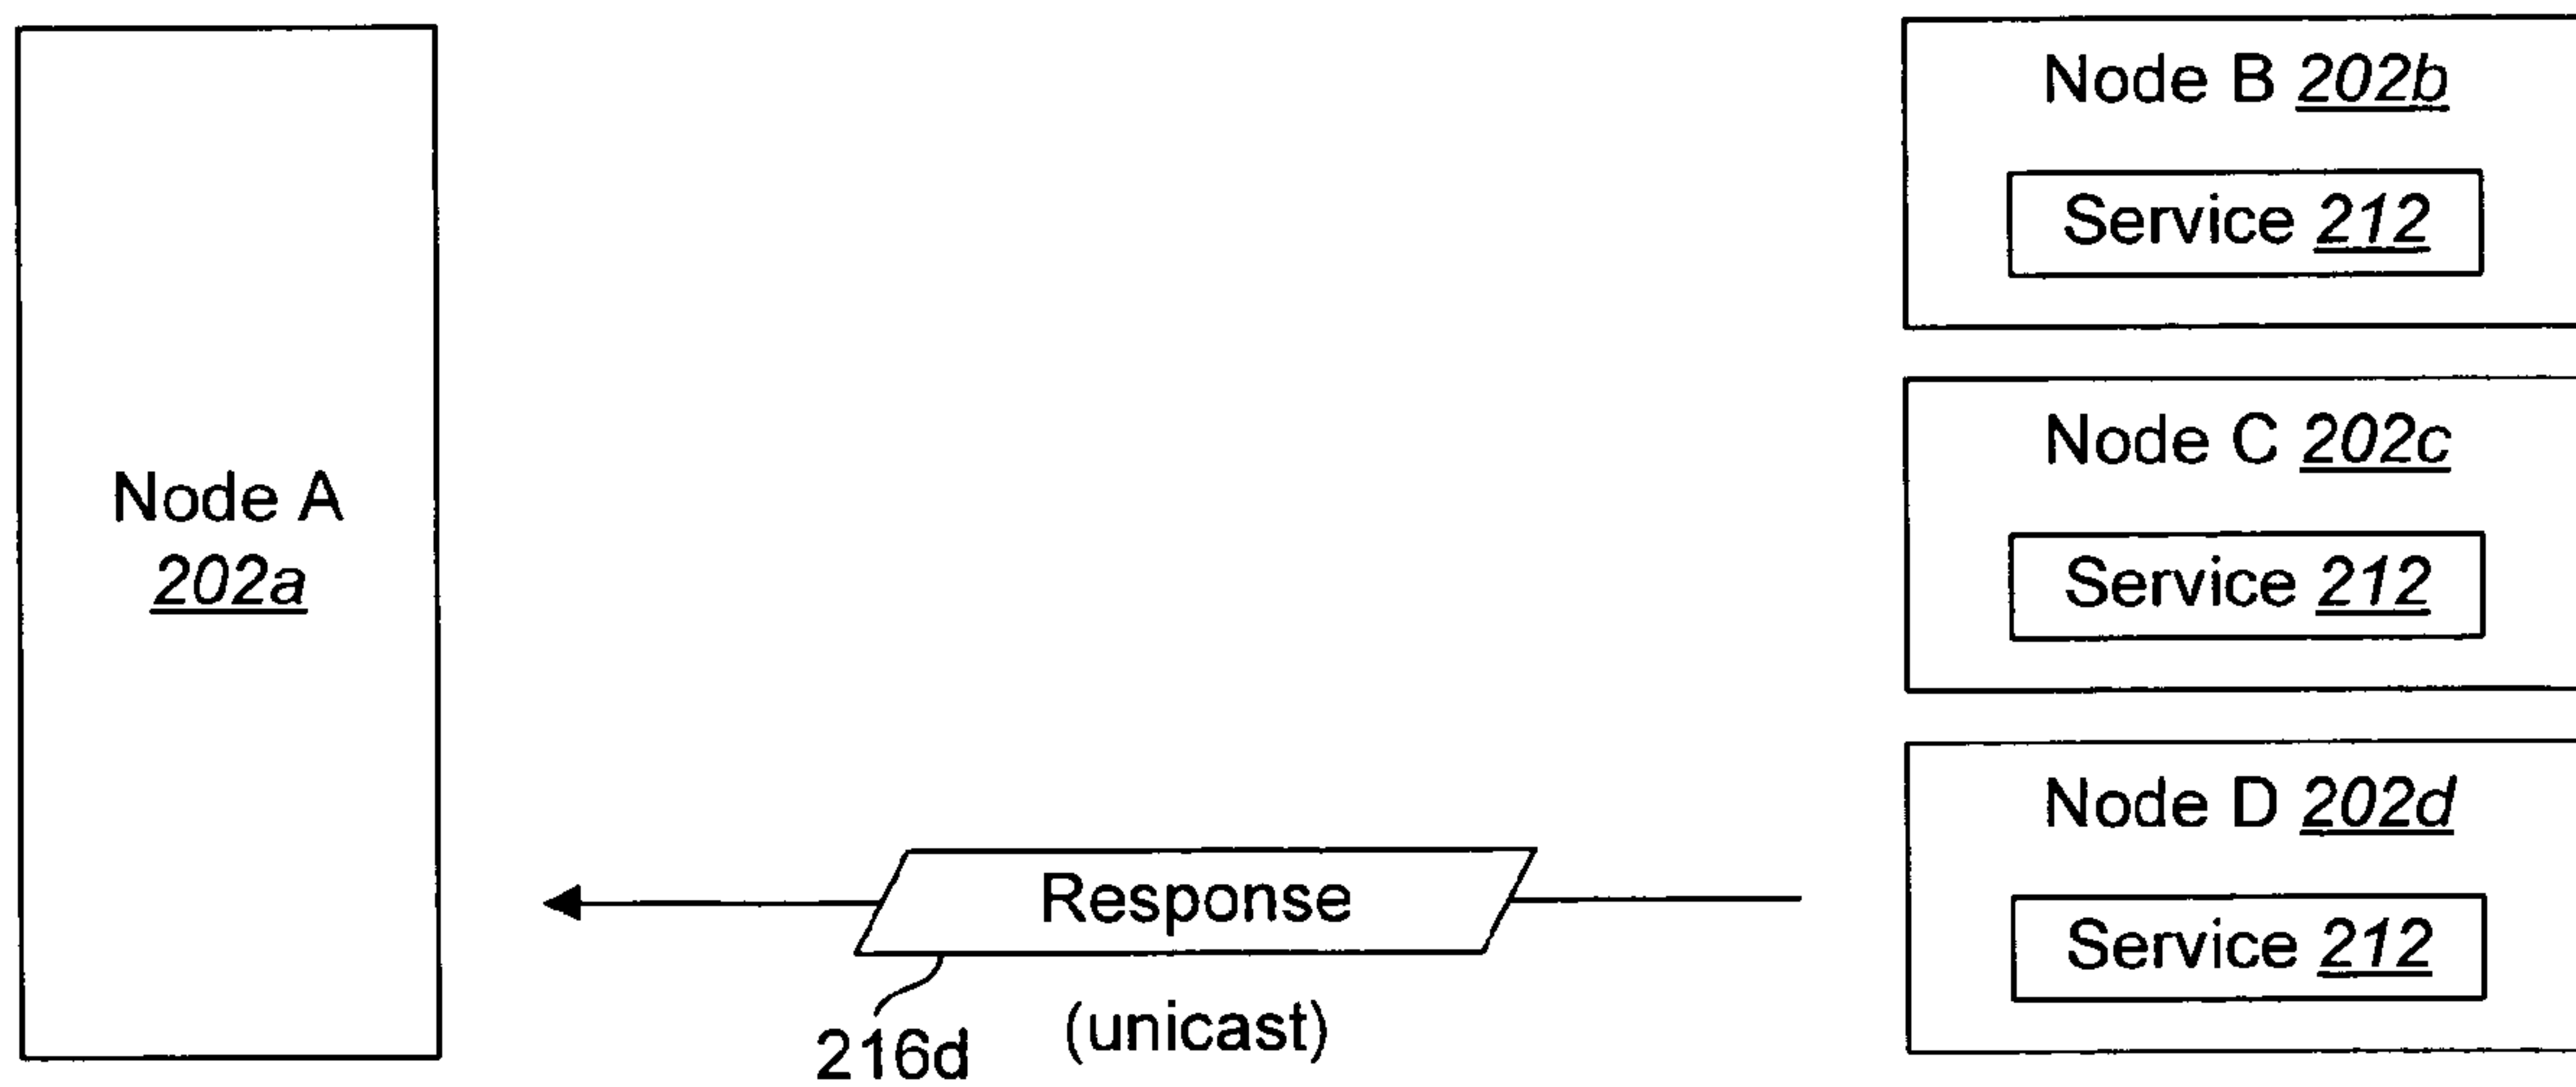 Node A
202a
Node B 202b
Service 212
Node C 202c
Service 212
Node D 202d
Service 212
Response
216d
(unicast)